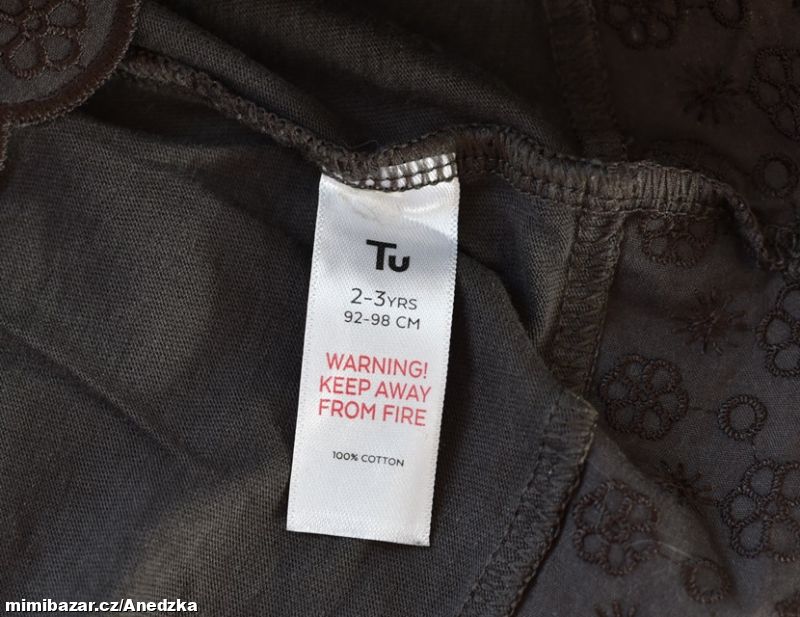 Tu
2-3YRS
92-98 CM
WARNING!
KEEP AWAY
FROM FIRE
100% COTTON
mimibazar.cz/Anedzka